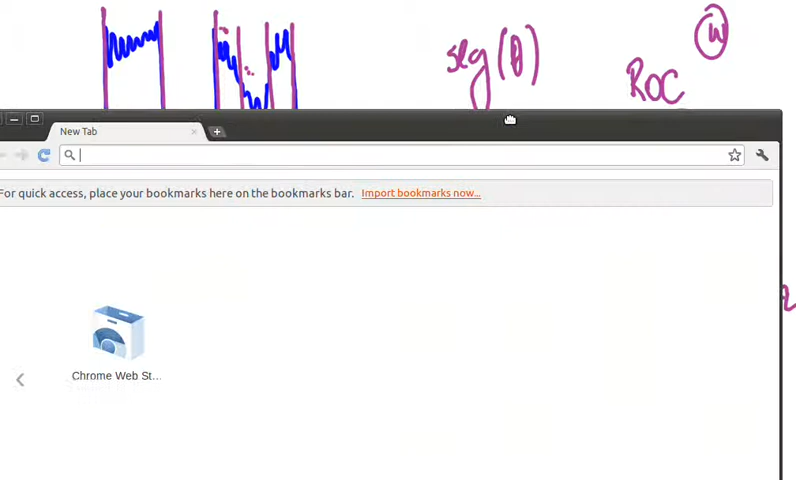 seg(θ)
w
ROC
New Tab
For quick access, place your bookmarks here on the bookmarks bar. Import bookmarks now...
Chrome Web St...